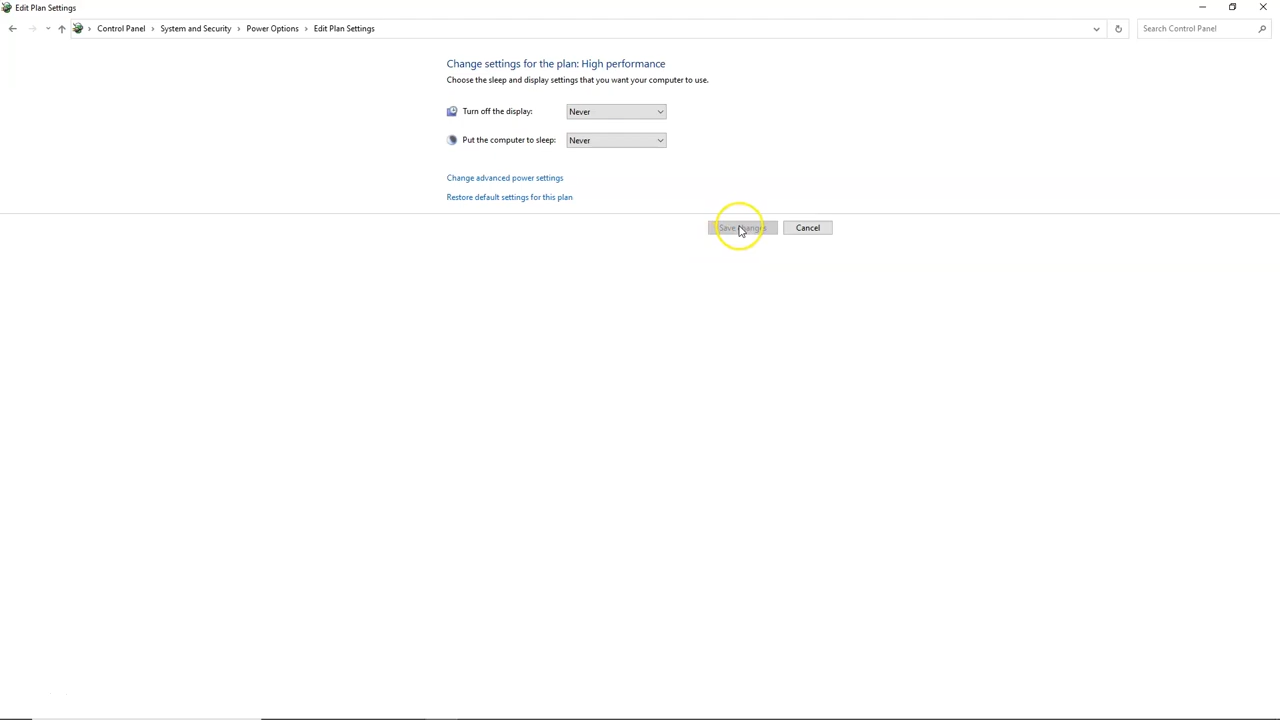 Edit Plan Settings
Control Panel System and Security Power Options Edit Plan Settings
Search Control Panel
Change settings for the plan: High performance
Choose the sleep and display settings that you want your computer to use.
Turn off the display: Never
Put the computer to sleep: Never
Change advanced power settings
Restore default settings for this plan
Save changes Cancel